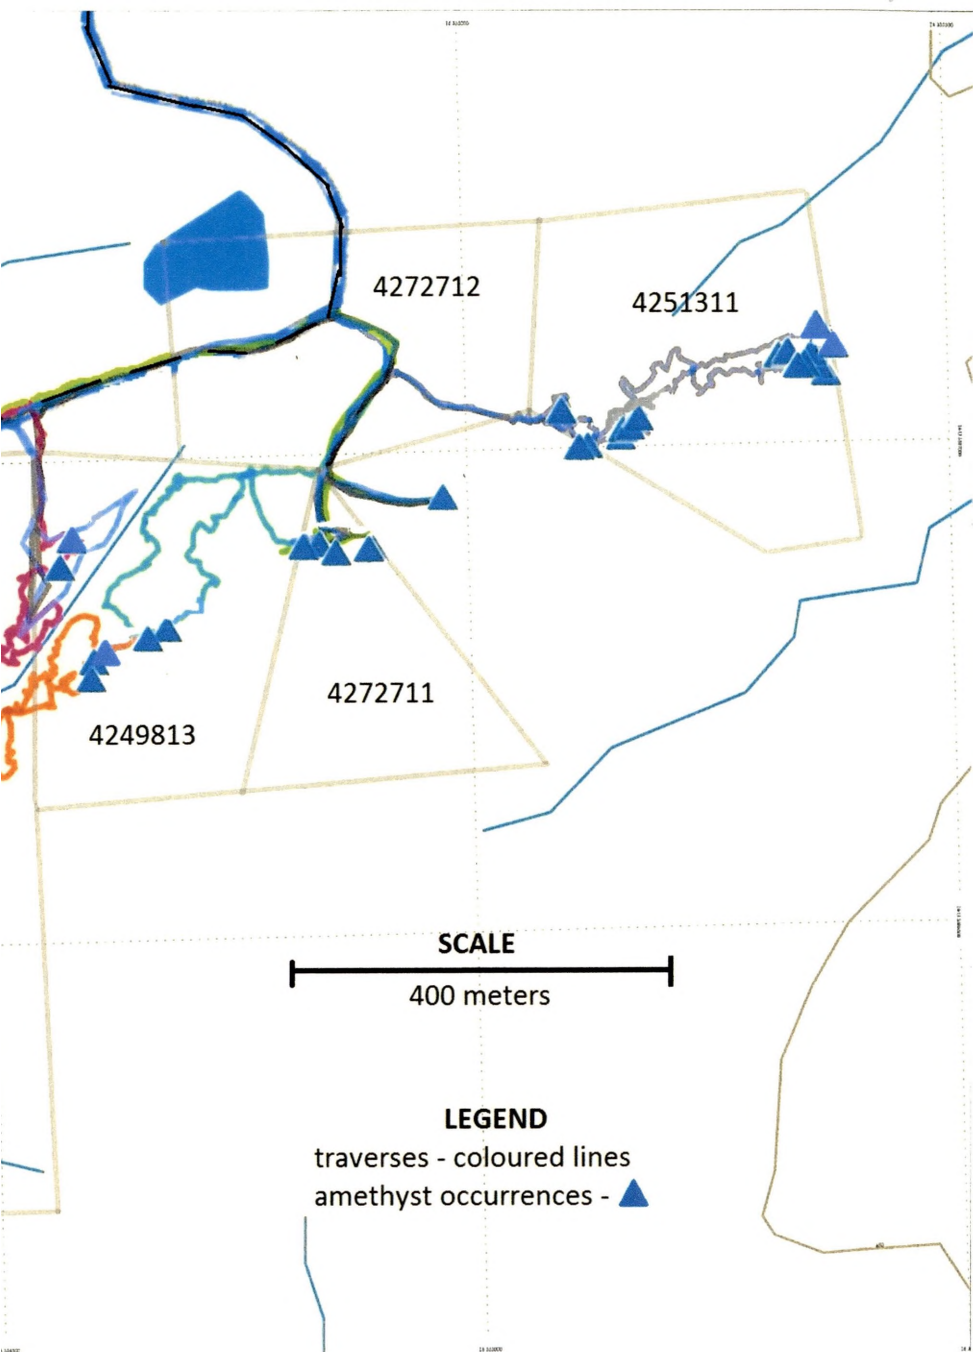 4272712
4251311
4272711
4249813
SCALE
400 meters
LEGEND
traverses - coloured lines
amethyst occurrences -